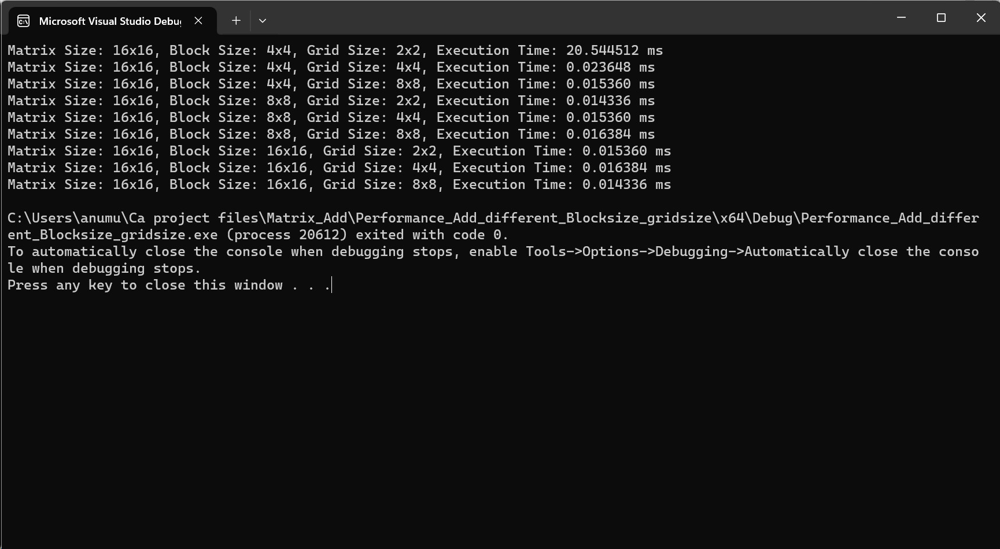 Microsoft Visual Studio Debug
Matrix Size: 16x16, Block Size: 4x4, Grid Size: 2x2, Execution Time: 20.544512 ms
Matrix Size: 16x16, Block Size: 4x4, Grid Size: 4x4, Execution Time: 0.023648 ms
Matrix Size: 16x16, Block Size: 4x4, Grid Size: 8x8, Execution Time: 0.015360 ms
Matrix Size: 16x16, Block Size: 8x8, Grid Size: 2x2, Execution Time: 0.014336 ms
Matrix Size: 16x16, Block Size: 8x8, Grid Size: 4x4, Execution Time: 0.015360 ms
Matrix Size: 16x16, Block Size: 8x8, Grid Size: 8x8, Execution Time: 0.016384 ms
Matrix Size: 16x16, Block Size: 16x16, Grid Size: 2x2, Execution Time: 0.015360 ms
Matrix Size: 16x16, Block Size: 16x16, Grid Size: 4x4, Execution Time: 0.016384 ms
Matrix Size: 16x16, Block Size: 16x16, Grid Size: 8x8, Execution Time: 0.014336 ms
C:\Users\anumu\Ca project files\Matrix_Add\Performance_Add_different_Blocksize_gridsize\x64\Debug\Performance_Add_differ
ent_Blocksize_gridsize.exe (process 20612) exited with code 0.
To automatically close the console when debugging stops, enable Tools->Options->Debugging->Automatically close the conso
le when debugging stops.
Press any key to close this window . . .